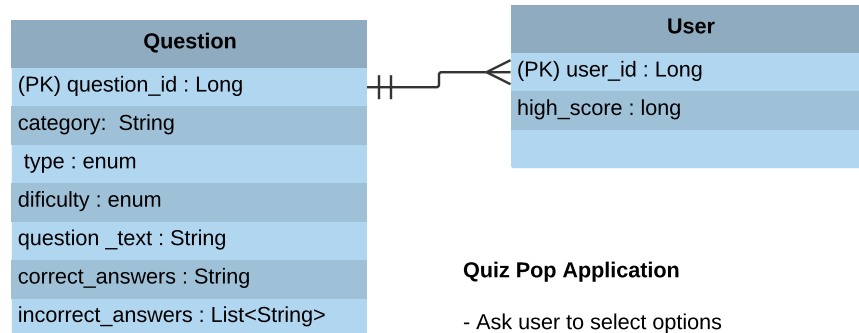 Question
(PK) question_id : Long
category:  String
type : enum
dificulty : enum
question _text : String
correct_answers : String
incorrect_answers : List<String>
User
(PK) user_id : Long
high_score : long
Quiz Pop Application
- Ask user to select options